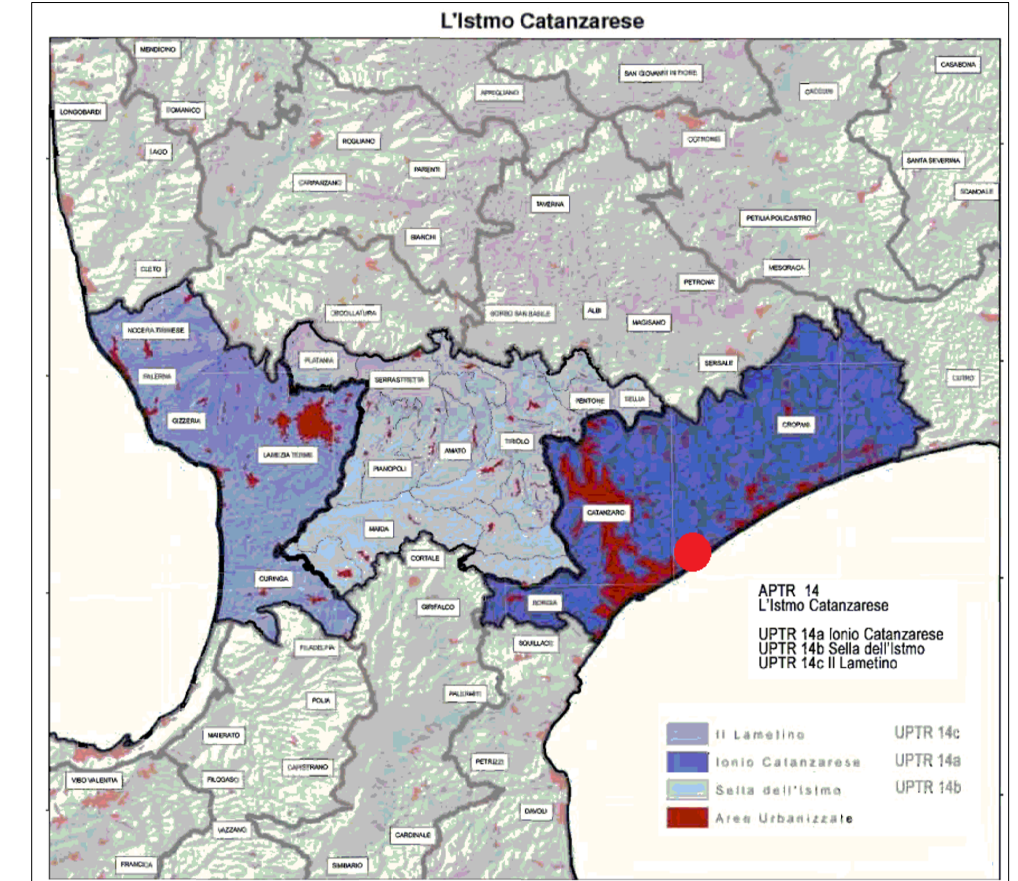 L'Istmo Catanzarese
MENDICINO
SAN GIOVANNI IN FIORE
CASABONA
APRIGLIANO
CACCURI
LONGOBARDI
DOMANICO
ROGLIANO
COTRONEI
LAGO
SANTA SEVERINA
PARENTI
CARPANZANO
SCANDALE
TAVERNA
PETILIA POLICASTRO
BIANCHI
CLETO
MESORACA
PETRONA'
DECOLLATURA
SORBO SAN BASILE
ALBI
MAGISANO
NOCERA TIRINESE
PLATANIA
SERSALE
FALERNA
SERRASTRETTA
CUTRO
PENTONE
SELLIA
GIZZERIA
CROPANI
TIRIOLO
LAMEZIA TERME
AMATO
PIANOPOLI
CATANZARO
MAIDA
CORTALE
CURINGA
BORGIA
GIRIFALCO
SQUILLACE
FILADELFIA
APTR 14
L'Istmo Catanzarese
UPTR 14a Ionio Catanzarese
UPTR 14b Sella dell'Istmo
UPTR 14c Il Lametino
PALERMITI
POLIA
MAIERATO
PETRIZZI
CAPISTRANO
VIBO VALENTIA
FILOGASO
Il Lametino UPTR 14c
Ionio Catanzarese UPTR 14a
Sella dell'Istmo UPTR 14b
Aree Urbanizzate
DAVOLI
VAZZANO
CARDINALE
FRANCICA
SIMBARIO